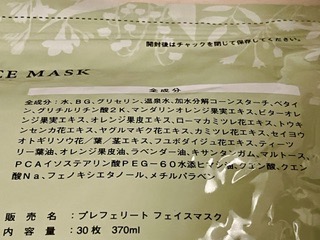 開封後はチャックを閉じて保存してください。
CE MASK
全成分
全成分：水、BG、グリセリン、温泉水、加水分解コーンスターチ、ベタイ
ン、グリチルリチン酸2K、マンダリンオレンジ果実エキス、ビターオレ
ンジ果実エキス、オレンジ果皮エキス、ローマカミツレ花エキス、トウキ
ンセンカ花エキス、ヤグルマギク花エキス、カミツレ花エキス、セイヨウ
オトギリソウ花／葉／茎エキス、フユボダイジュ花エキス、ティーツ
リー葉油、オレンジ果皮油、ラベンダー油、キサンタンガム、マルトース、
PCAイソステアリン酸PEG－60水添ヒマシ油、クエン酸、クエン
酸Na、フェノキシエタノール、メチルパラベン
販売名：プレフェリート フェイスマスク
内容量：30枚 370ml